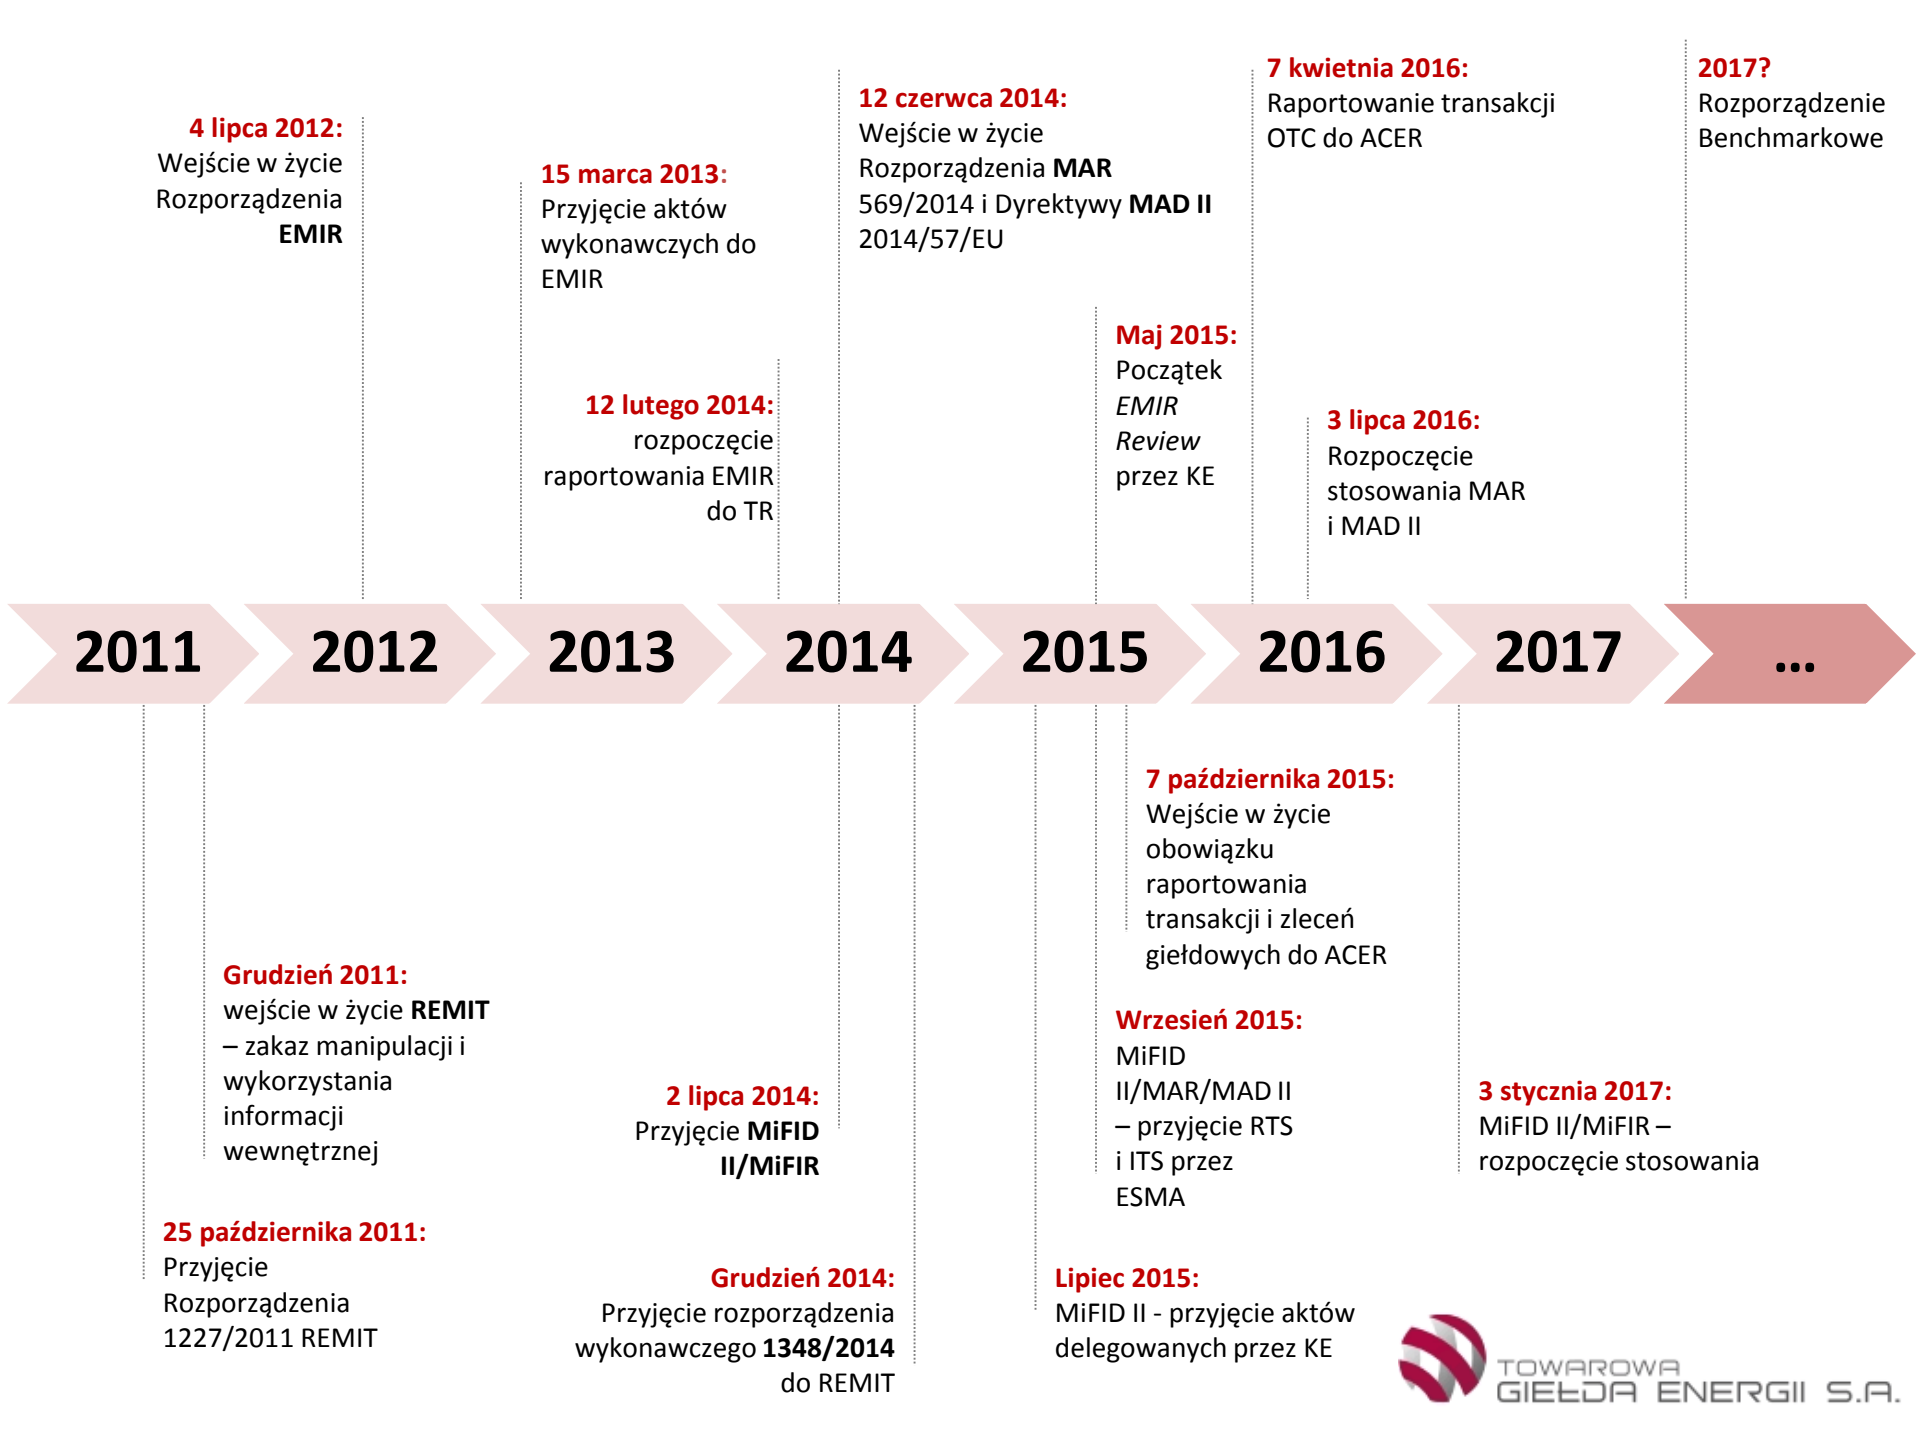 4 lipca 2012:
Wejście w życie
Rozporządzenia
EMIR
15 marca 2013:
Przyjęcie aktów
wykonawczych do
EMIR
12 lutego 2014:
rozpoczęcie
raportowania EMIR
do TR
12 czerwca 2014:
Wejście w życie
Rozporządzenia MAR
569/2014 i Dyrektywy MAD II
2014/57/EU
Maj 2015:
Początek
EMIR
Review
przez KE
7 kwietnia 2016:
Raportowanie transakcji
OTC do ACER
3 lipca 2016:
Rozpoczęcie
stosowania MAR
i MAD II
2017?
Rozporządzenie
Benchmarkowe
2011 2012 2013 2014 2015 2016 2017 ...
25 października 2011:
Przyjęcie
Rozporządzenia
1227/2011 REMIT
Grudzień 2011:
wejście w życie REMIT
– zakaz manipulacji i
wykorzystania
informacji
wewnętrznej
2 lipca 2014:
Przyjęcie MiFID
II/MiFIR
Grudzień 2014:
Przyjęcie rozporządzenia
wykonawczego 1348/2014
do REMIT
Lipiec 2015:
MiFID II - przyjęcie aktów
delegowanych przez KE
Wrzesień 2015:
MiFID
II/MAR/MAD II
– przyjęcie RTS
i ITS przez
ESMA
7 października 2015:
Wejście w życie
obowiązku
raportowania
transakcji i zleceń
giełdowych do ACER
3 stycznia 2017:
MiFID II/MiFIR –
rozpoczęcie stosowania
TOWAROWA
GIEŁDA ENERGII S.A.